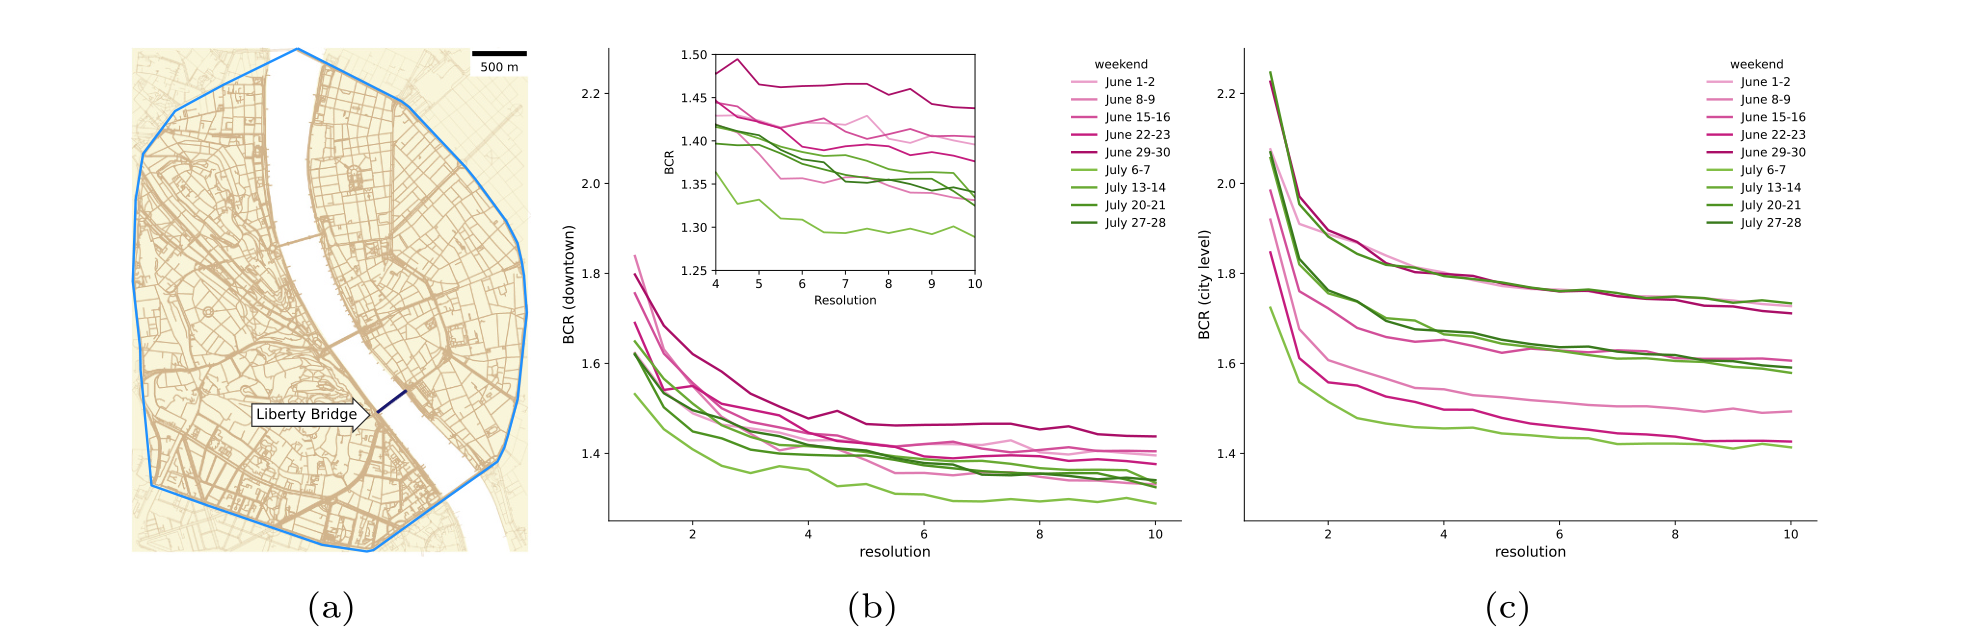 500 m
Liberty Bridge
(a)
BCR (downtown)
2.2
2.0
1.8
1.6
1.4
2 4 6 8 10
resolution
BCR
1.50
1.45
1.40
1.35
1.30
1.25
4 5 6 7 8 9 10
Resolution
weekend
June 1-2
June 8-9
June 15-16
June 22-23
June 29-30
July 6-7
July 13-14
July 20-21
July 27-28
(b)
BCR (city level)
2.2
2.0
1.8
1.6
1.4
2 4 6 8 10
resolution
weekend
June 1-2
June 8-9
June 15-16
June 22-23
June 29-30
July 6-7
July 13-14
July 20-21
July 27-28
(c)